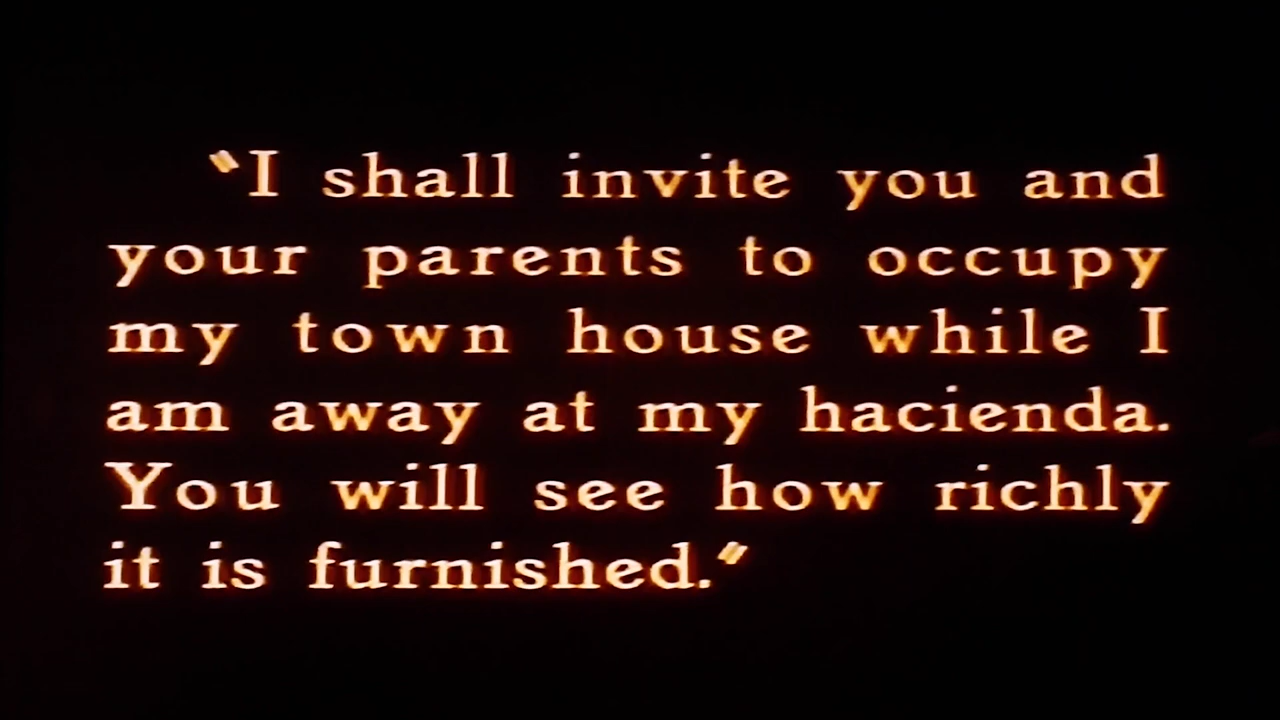 "I shall invite you and
your parents to occupy
my town house while I
am away at my hacienda.
You will see how richly
it is furnished."